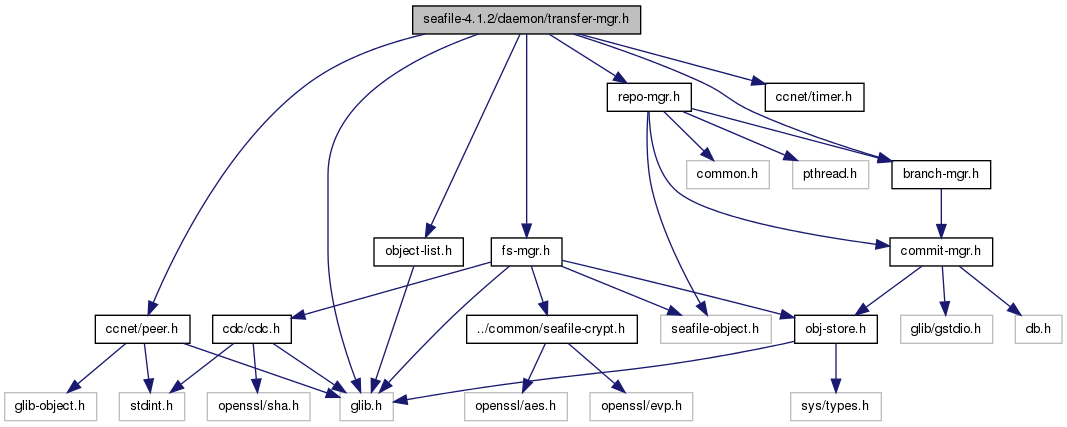 seafile-4.1.2/daemon/transfer-mgr.h
repo-mgr.h
ccnet/timer.h
common.h
pthread.h
branch-mgr.h
object-list.h
fs-mgr.h
commit-mgr.h
ccnet/peer.h
cdc/cdc.h
../common/seafile-crypt.h
seafile-object.h
obj-store.h
glib/gstdio.h
db.h
glib-object.h
stdint.h
openssl/sha.h
glib.h
openssl/aes.h
openssl/evp.h
sys/types.h